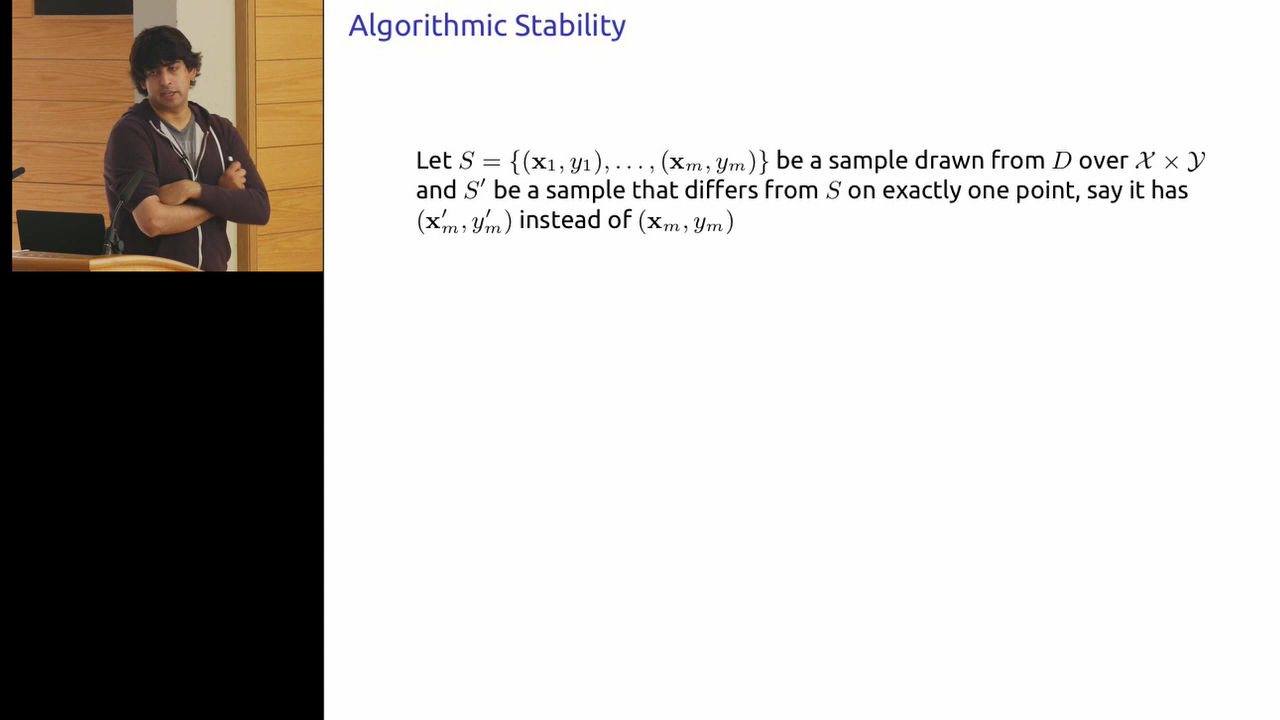 Algorithmic Stability
Let S = {(x₁, y₁), . . . , (xₘ, yₘ)} be a sample drawn from D over 𝒳 × 𝒴
and S′ be a sample that differs from S on exactly one point, say it has
(x′ₘ, y′ₘ) instead of (xₘ, yₘ)